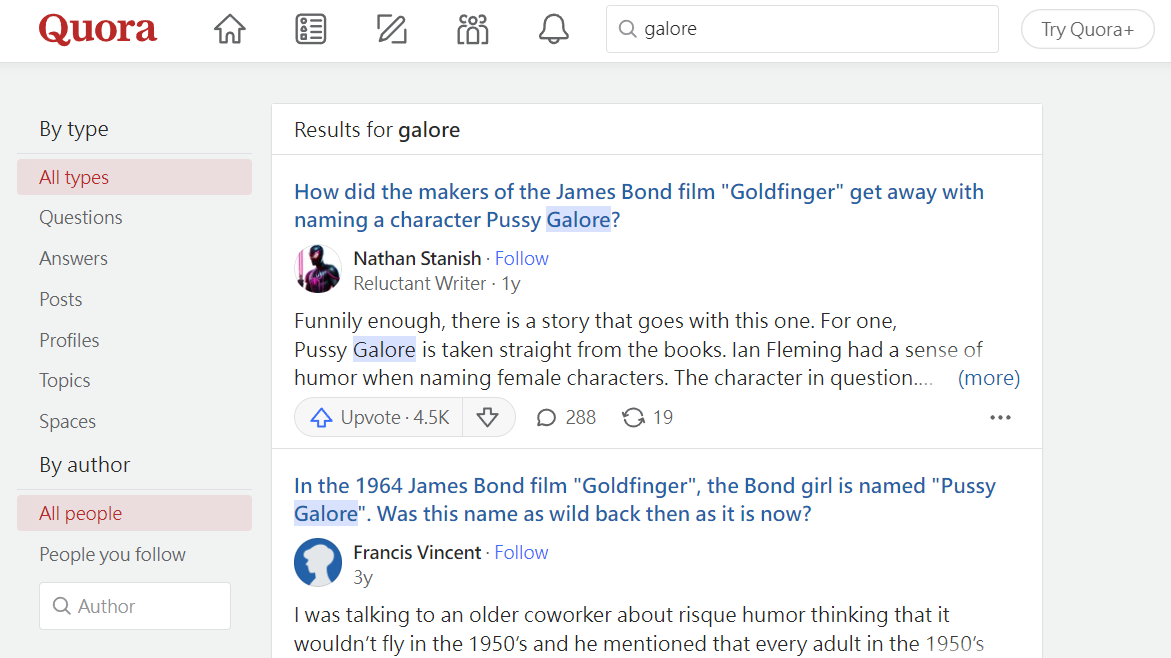 Quora
galore
Try Quora+
By type
All types
Questions
Answers
Posts
Profiles
Topics
Spaces
By author
All people
People you follow
Author
Results for galore
How did the makers of the James Bond film "Goldfinger" get away with
naming a character Pussy Galore?
Nathan Stanish · Follow
Reluctant Writer · 1y
Funnily enough, there is a story that goes with this one. For one,
Pussy Galore is taken straight from the books. Ian Fleming had a sense of
humor when naming female characters. The character in question.... (more)
Upvote · 4.5K 288 19
In the 1964 James Bond film "Goldfinger", the Bond girl is named "Pussy
Galore". Was this name as wild back then as it is now?
Francis Vincent · Follow
3y
I was talking to an older coworker about risque humor thinking that it
wouldn’t fly in the 1950’s and he mentioned that every adult in the 1950’s